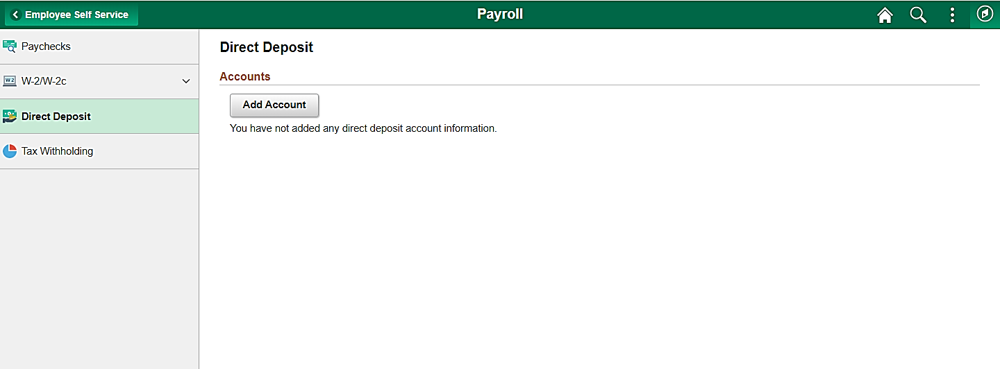 Employee Self Service
Payroll
Paychecks
W2 W-2/W-2c
Direct Deposit
Tax Withholding
Direct Deposit
Accounts
Add Account
You have not added any direct deposit account information.